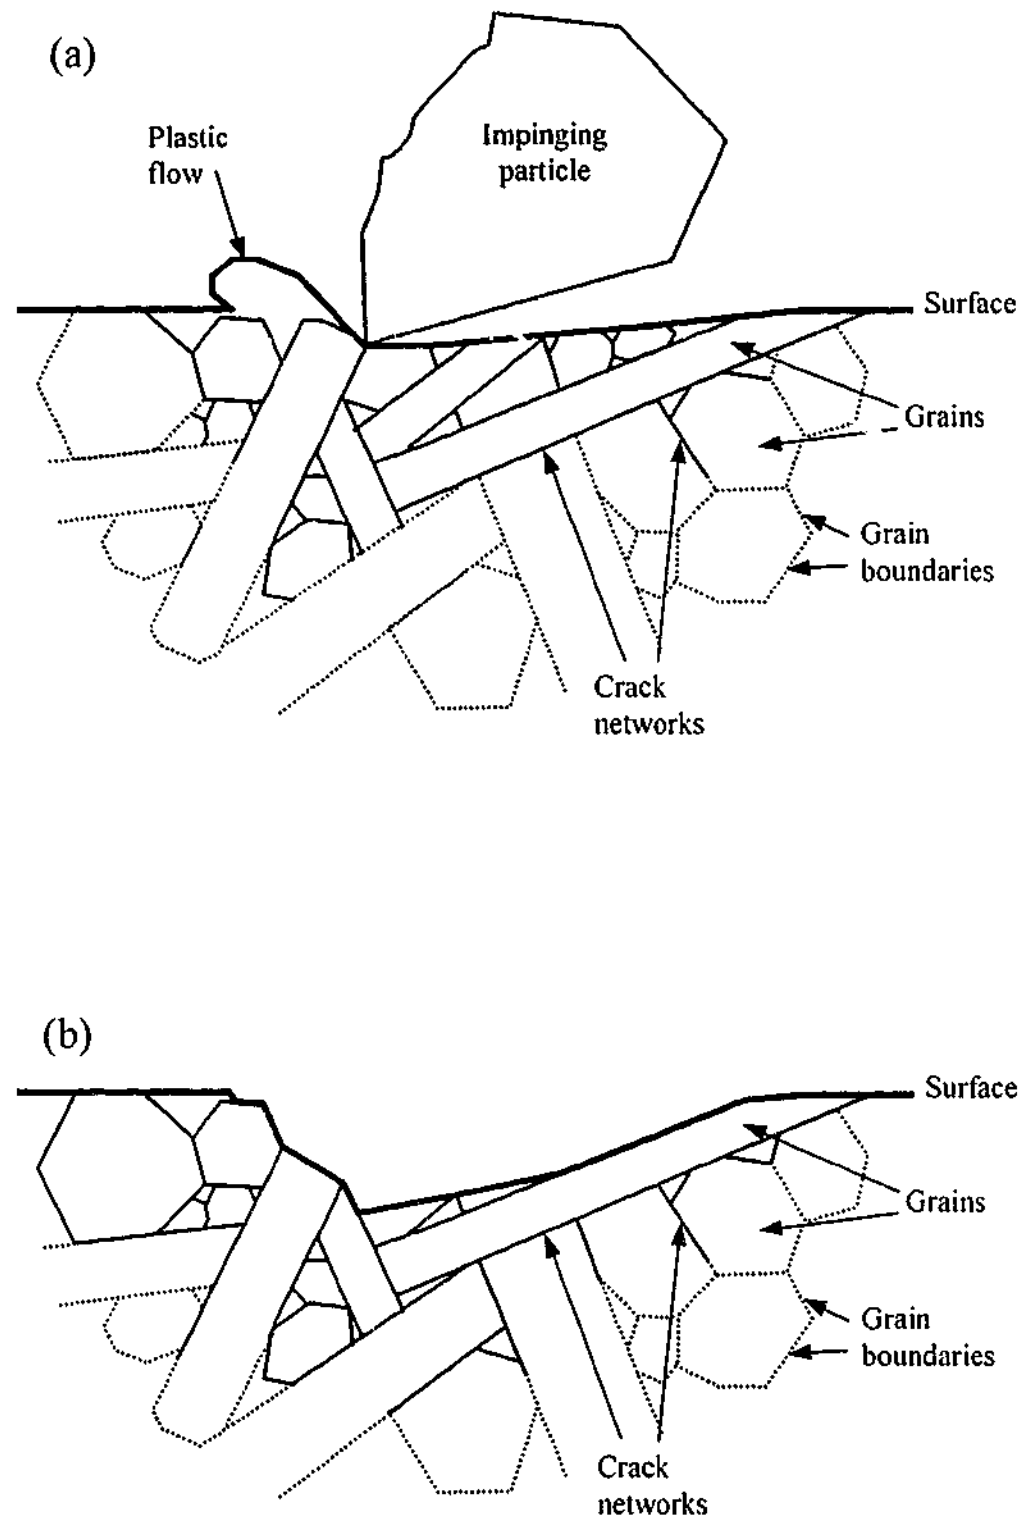 (a)
Plastic
flow
Impinging
particle
Surface
Grains
Grain
boundaries
Crack
networks
(b)
Surface
Grains
Grain
boundaries
Crack
networks